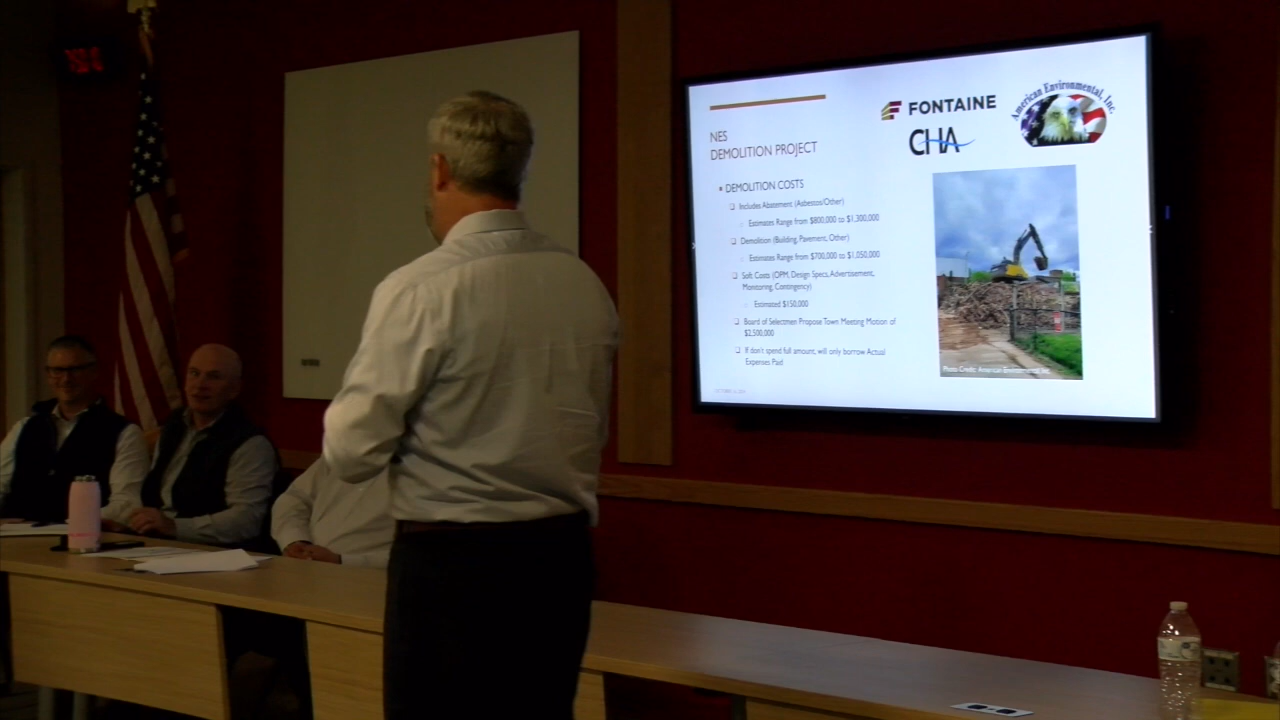 NES
DEMOLITION PROJECT
FONTAINE
CHA
American Environmental, Inc.
DEMOLITION COSTS
Includes Abatement (Asbestos/Other)
Estimates Range from $800,000 to $1,300,000
Demolition (Building, Pavement, Other)
Estimates Range from $700,000 to $1,050,000
Soft Costs (OPM, Design Specs, Advertisement,
Monitoring, Contingency)
Estimated $150,000
Board of Selectmen Propose Town Meeting Motion of
$2,500,000
If don't spend full amount, will only borrow Actual
Expenses Paid
Photo Credit: American Environmental Inc